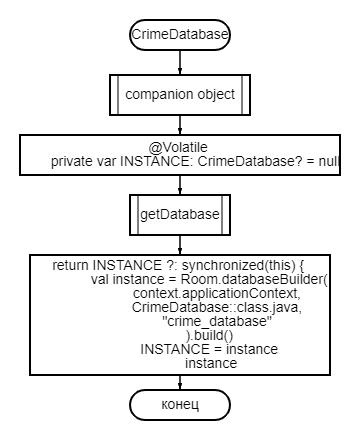 CrimeDatabase
companion object
@Volatile
private var INSTANCE: CrimeDatabase? = null
getDatabase
return INSTANCE ?: synchronized(this) {
val instance = Room.databaseBuilder(
context.applicationContext,
CrimeDatabase::class.java,
"crime_database"
).build()
INSTANCE = instance
instance
конец